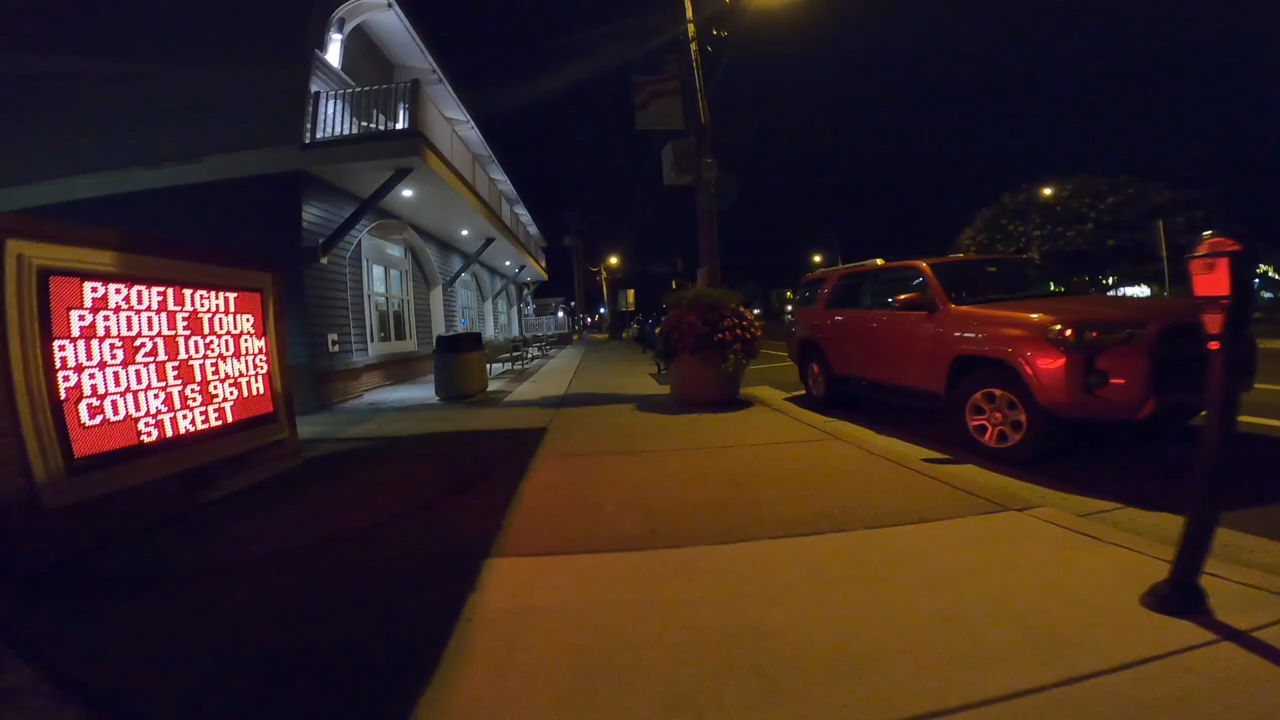 PROFLIGHT
PADDLE TOUR
AUG 21 1030 AM
PADDLE TENNIS
COURTS 96TH
STREET